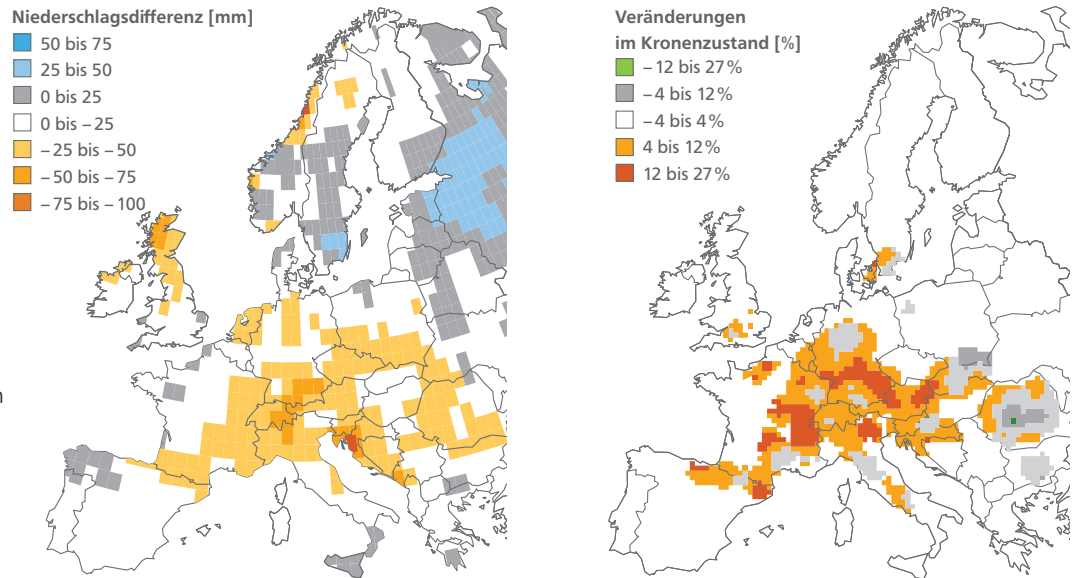 Niederschlagsdifferenz [mm]
50 bis 75
25 bis 50
0 bis 25
0 bis – 25
– 25 bis – 50
– 50 bis – 75
– 75 bis – 100
n
Veränderungen
im Kronenzustand [%]
– 12 bis 27 %
– 4 bis 12 %
– 4 bis 4 %
4 bis 12 %
12 bis 27 %